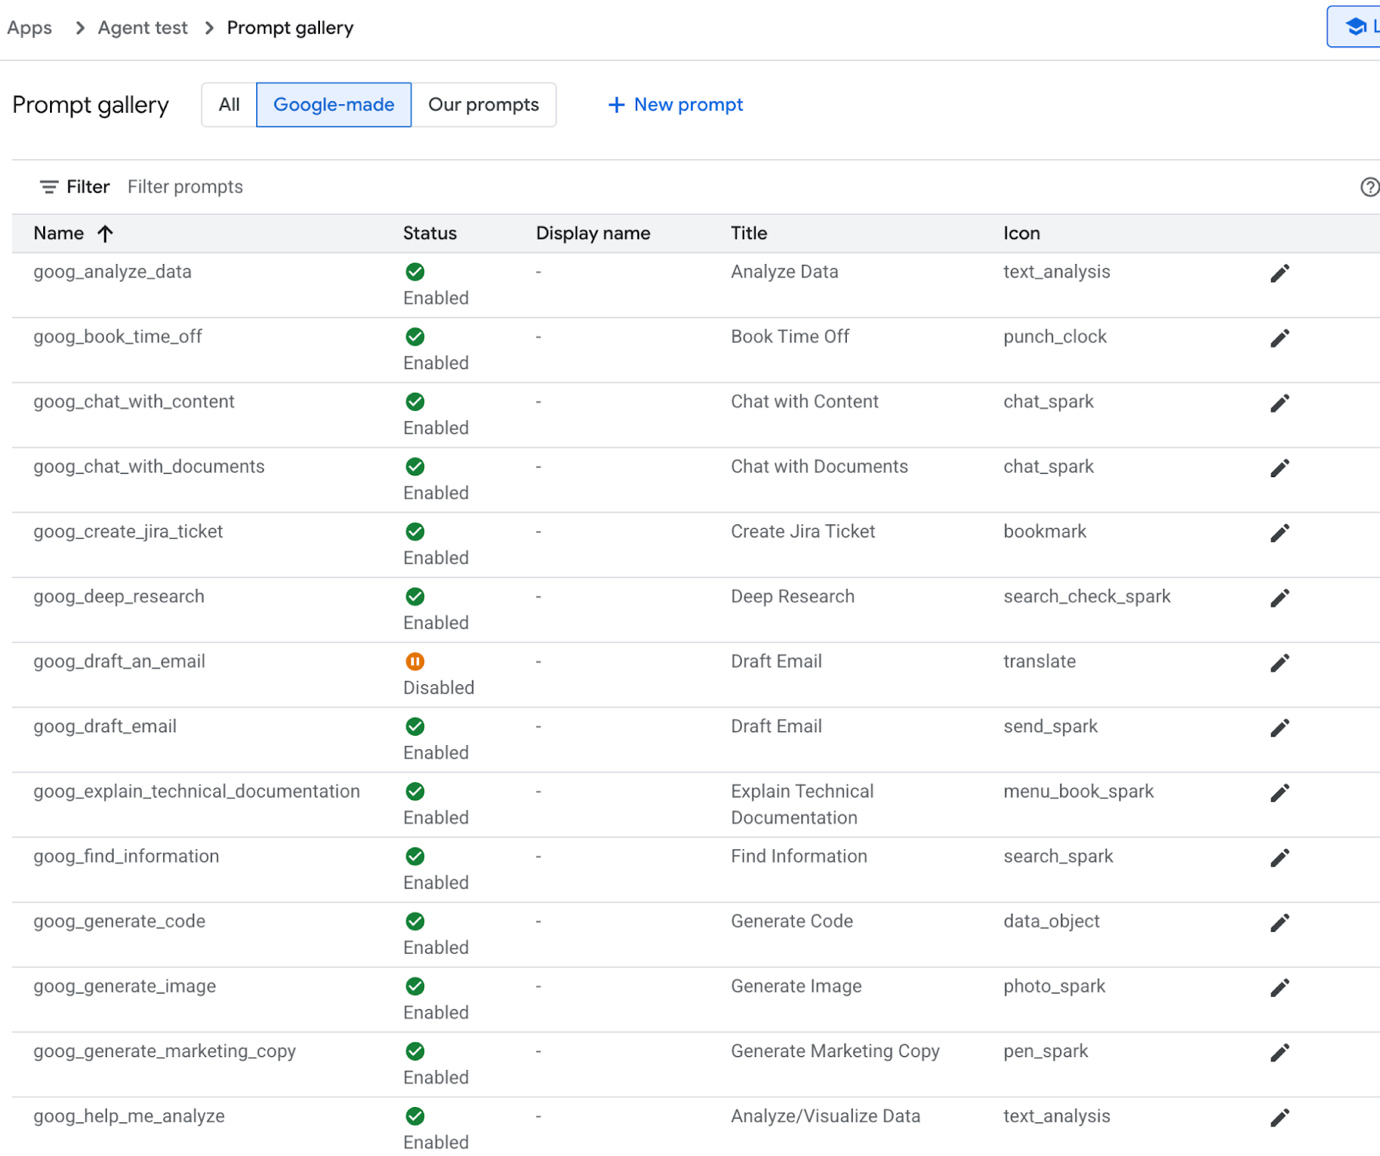 Apps > Agent test > Prompt gallery
L
Prompt gallery All Google-made Our prompts + New prompt
Filter Filter prompts
Name Status Display name Title Icon
goog_analyze_data Enabled - Analyze Data text_analysis
goog_book_time_off Enabled - Book Time Off punch_clock
goog_chat_with_content Enabled - Chat with Content chat_spark
goog_chat_with_documents Enabled - Chat with Documents chat_spark
goog_create_jira_ticket Enabled - Create Jira Ticket bookmark
goog_deep_research Enabled - Deep Research search_check_spark
goog_draft_an_email Disabled - Draft Email translate
goog_draft_email Enabled - Draft Email send_spark
goog_explain_technical_documentation Enabled - Explain Technical Documentation menu_book_spark
goog_find_information Enabled - Find Information search_spark
goog_generate_code Enabled - Generate Code data_object
goog_generate_image Enabled - Generate Image photo_spark
goog_generate_marketing_copy Enabled - Generate Marketing Copy pen_spark
goog_help_me_analyze Enabled - Analyze/Visualize Data text_analysis